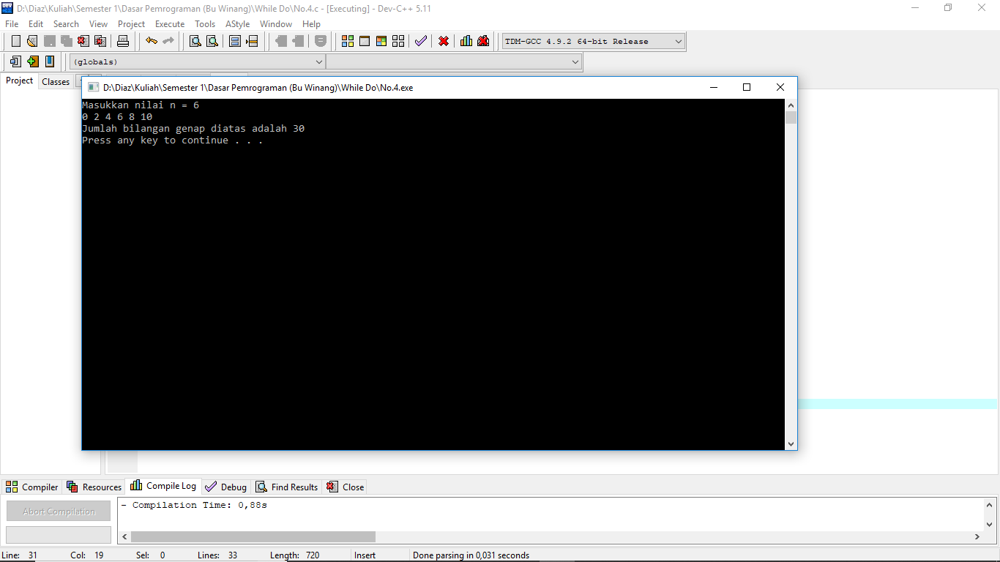 D:\Diaz\Kuliah\Semester 1\Dasar Pemrograman (Bu Winang)\While Do\No.4.c - [Executing] - Dev-C++ 5.11
File Edit Search View Project Execute Tools AStyle Window Help
TDM-GCC 4.9.2 64-bit Release
(globals)
Project Classes
D:\Diaz\Kuliah\Semester 1\Dasar Pemrograman (Bu Winang)\While Do\No.4.exe
Masukkan nilai n = 6
0 2 4 6 8 10
Jumlah bilangan genap diatas adalah 30
Press any key to continue . . .
Compiler Resources Compile Log Debug Find Results Close
Abort Compilation
- Compilation Time: 0,88s
Line: 31 Col: 19 Sel: 0 Lines: 33 Length: 720 Insert Done parsing in 0,031 seconds